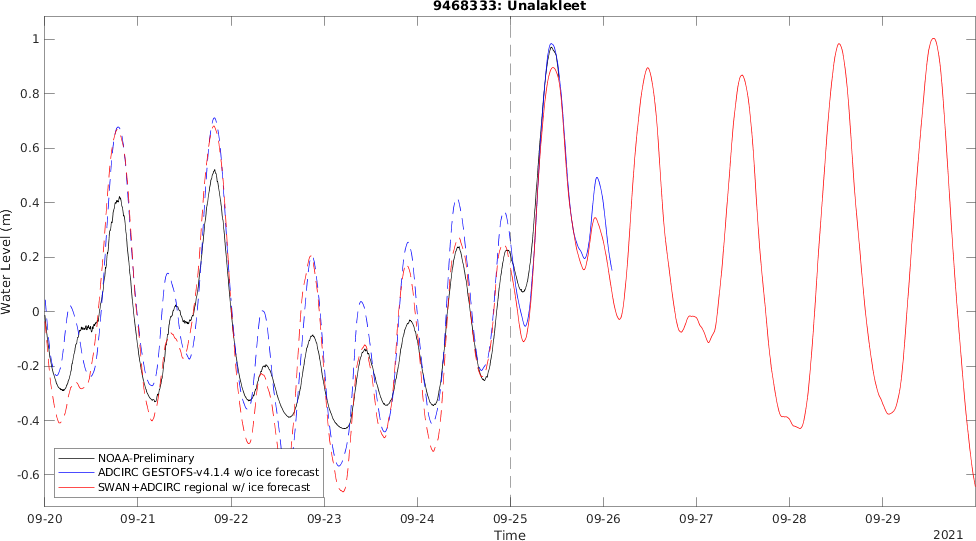 9468333: Unalakleet
1
0.8
0.6
0.4
0.2
0
-0.2
-0.4
-0.6
Water Level (m)
NOAA-Preliminary
ADCIRC GESTOFS-v4.1.4 w/o ice forecast
SWAN+ADCIRC regional w/ ice forecast
09-20 09-21 09-22 09-23 09-24 09-25 09-26 09-27 09-28 09-29
Time
2021